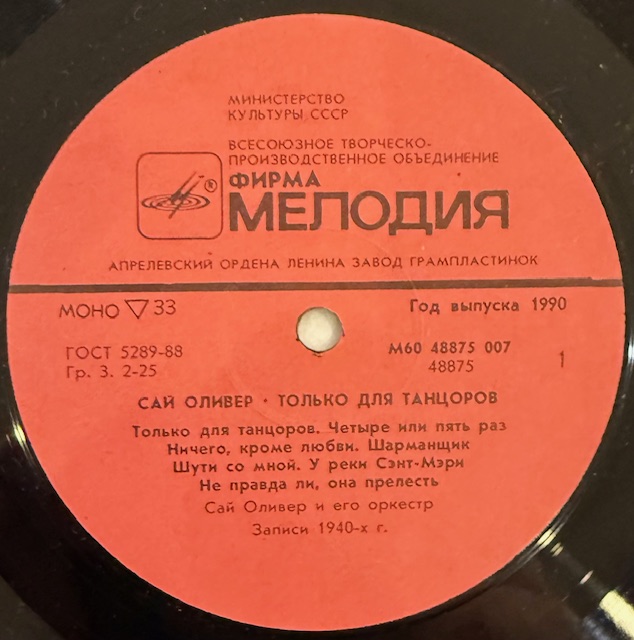 МИНИСТЕРСТВО
КУЛЬТУРЫ СССР
ВСЕСОЮЗНОЕ ТВОРЧЕСКО-
ПРОИЗВОДСТВЕННОЕ ОБЪЕДИНЕНИЕ
®
ФИРМА
МЕЛОДИЯ
АПРЕЛЕВСКИЙ ОРДЕНА ЛЕНИНА ЗАВОД ГРАМПЛАСТИНОК
МОНО ▽ 33
Год выпуска 1990
ГОСТ 5289-88
М60 48875 007
Гр. 3. 2-25
48875
1
САЙ ОЛИВЕР · ТОЛЬКО ДЛЯ ТАНЦОРОВ
Только для танцоров. Четыре или пять раз
Ничего, кроме любви. Шарманщик
Шути со мной. У реки Сэнт-Мэри
Не правда ли, она прелесть
Сай Оливер и его оркестр
Записи 1940-х г.